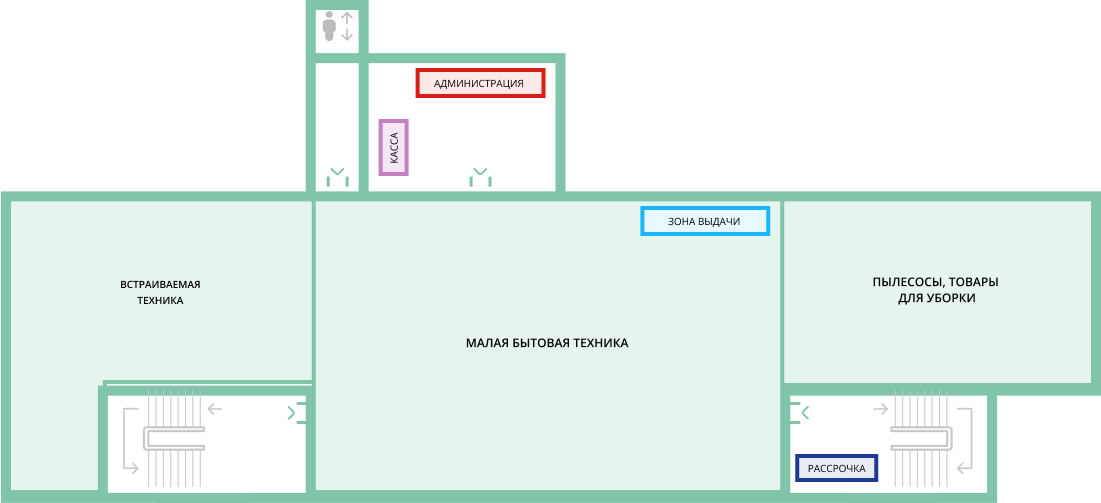 АДМИНИСТРАЦИЯ
КАССА
ЗОНА ВЫДАЧИ
ВСТРАИВАЕМАЯ
ТЕХНИКА
ПЫЛЕСОСЫ, ТОВАРЫ
ДЛЯ УБОРКИ
МАЛАЯ БЫТОВАЯ ТЕХНИКА
РАССРОЧКА